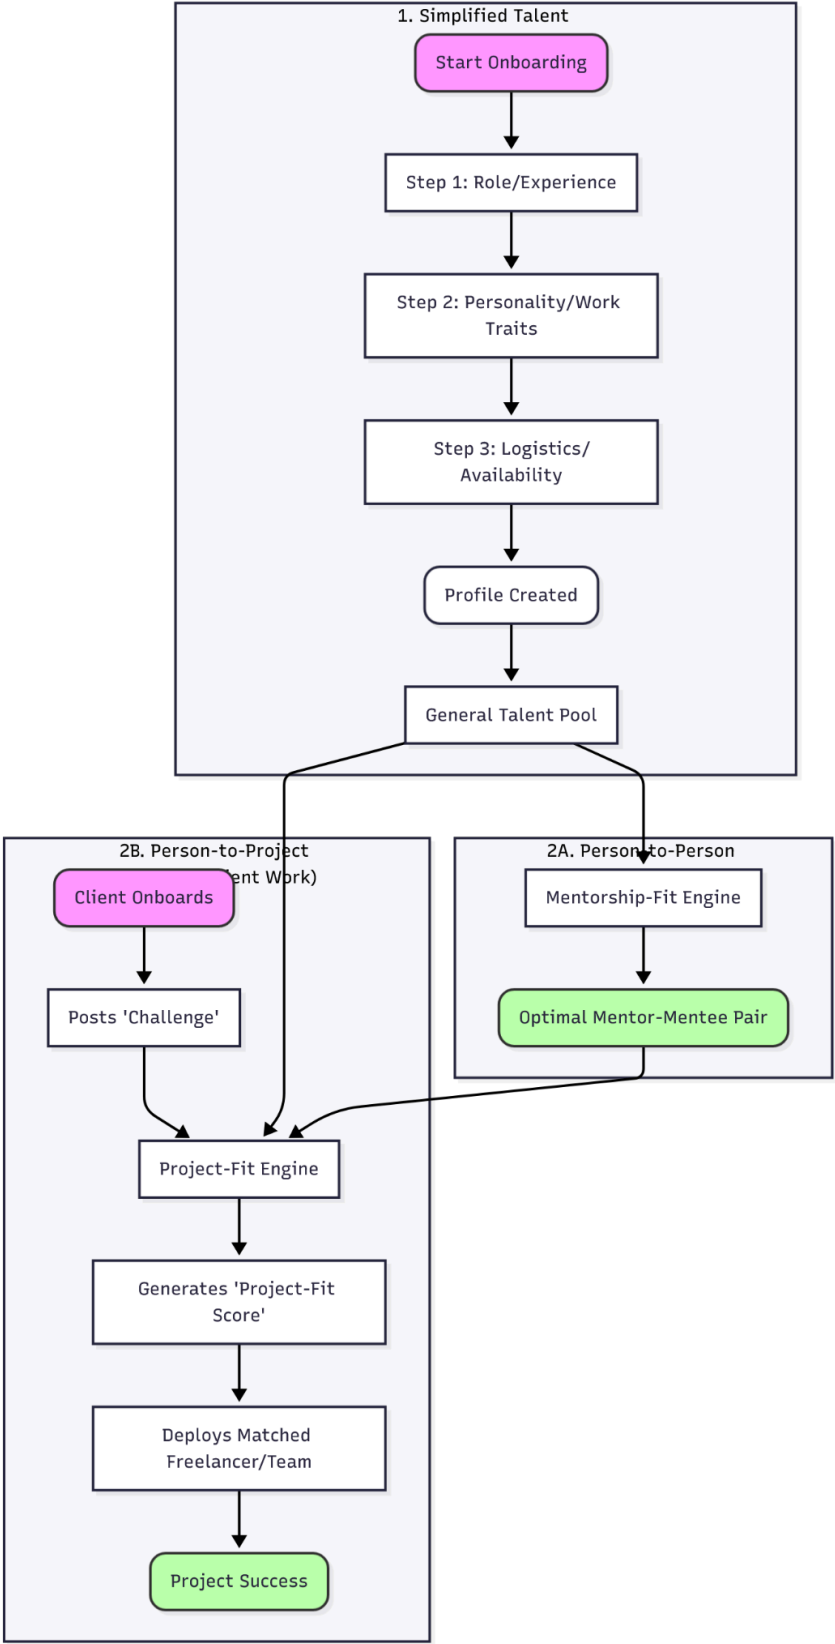 1. Simplified Talent
Start Onboarding
Step 1: Role/Experience
Step 2: Personality/Work
Traits
Step 3: Logistics/
Availability
Profile Created
General Talent Pool
2B. Person-to-Project
Work)
Client Onboards
Posts 'Challenge'
2A. Person-to-Person
Mentorship-Fit Engine
Optimal Mentor-Mentee Pair
Project-Fit Engine
Generates 'Project-Fit
Score'
Deploys Matched
Freelancer/Team
Project Success